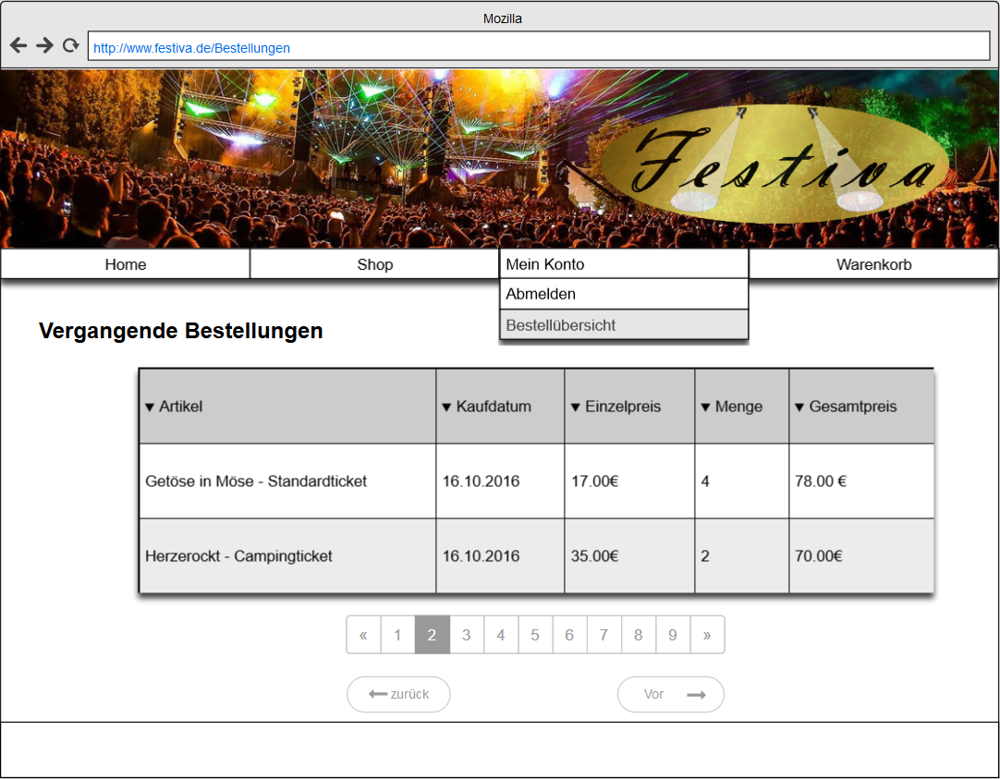 Mozilla
http://www.festiva.de/Bestellungen
Festiva
Home Shop Mein Konto Warenkorb
Abmelden
Bestellübersicht
Vergangende Bestellungen
▼ Artikel ▼ Kaufdatum ▼ Einzelpreis ▼ Menge ▼ Gesamtpreis
Getöse in Möse - Standardticket 16.10.2016 17.00€ 4 78.00 €
Herzerockt - Campingticket 16.10.2016 35.00€ 2 70.00€
« 1 2 3 4 5 6 7 8 9 »
zurück Vor